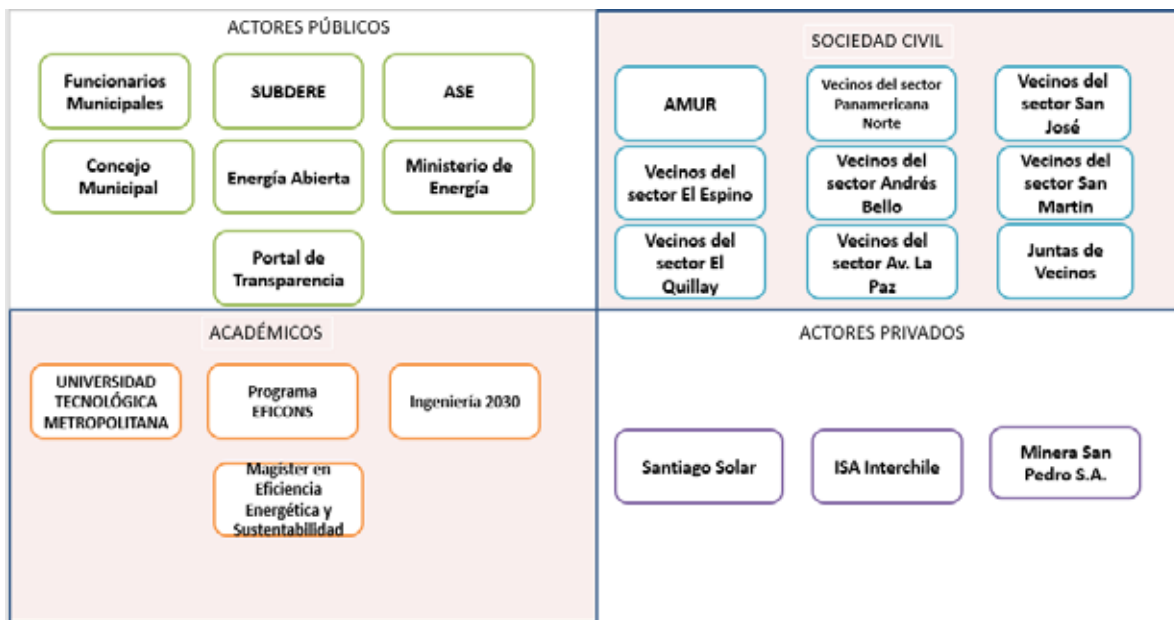 ACTORES PÚBLICOS
Funcionarios
Municipales
SUBDERE
ASE
Concejo
Municipal
Energía Abierta
Ministerio de
Energía
Portal de
Transparencia
SOCIEDAD CIVIL
AMUR
Vecinos del sector
Panamericana
Norte
Vecinos del
sector San
José
Vecinos del
sector El Espino
Vecinos del
sector Andrés
Bello
Vecinos del
sector San
Martin
Vecinos del
sector El
Quillay
Vecinos del
sector Av. La
Paz
Juntas de
Vecinos
ACADÉMICOS
UNIVERSIDAD
TECNOLÓGICA
METROPOLITANA
Programa
EFICONS
Ingeniería 2030
Magíster en
Eficiencia
Energética y
Sustentabilidad
ACTORES PRIVADOS
Santiago Solar
ISA Interchile
Minera San
Pedro S.A.